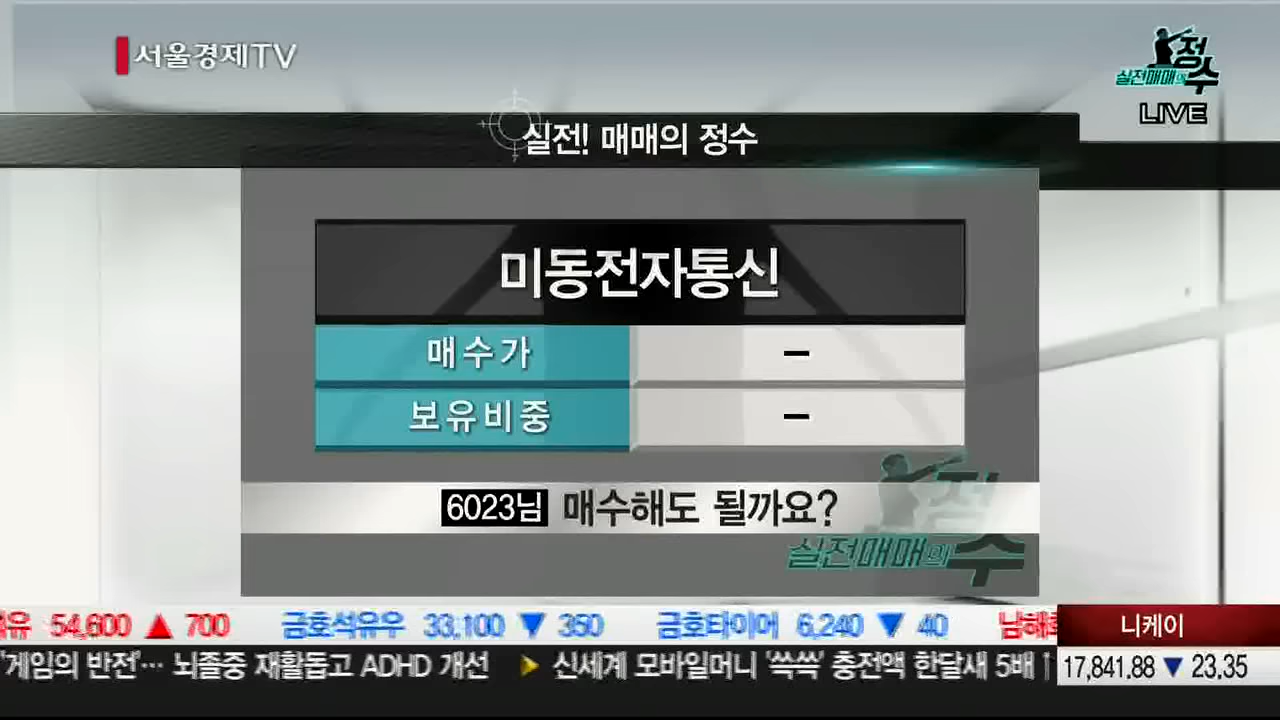 서울경제TV
실전매매의 정수
LIVE
실전! 매매의 정수
미동전자통신
매수가 -
보유비중 -
6023님 매수해도 될까요?
실전매매의 정수
유 54,600 ▲ 700 금호석유우 33,100 ▼ 350 금호타이어 6,240 ▼ 40 남해
니케이
'게임의 반전'… 뇌졸중 재활돕고 ADHD 개선 ▶ 신세계 모바일머니 '쓱쓱' 충전액 한달새 5배↑
17,841.88 ▼ 23.35